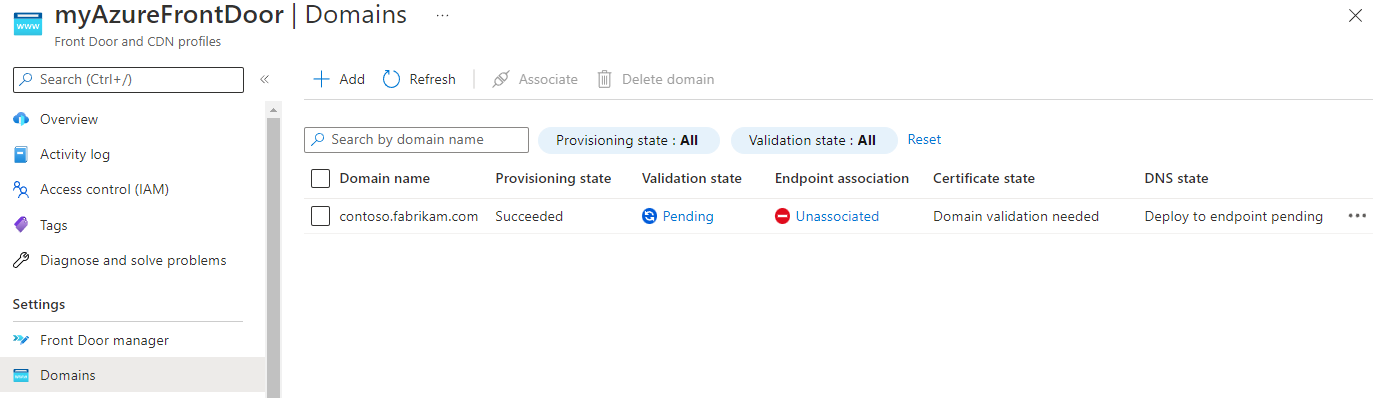 www
myAzureFrontDoor | Domains ...
Front Door and CDN profiles
Search (Ctrl+/) «
Overview
Activity log
Access control (IAM)
Tags
Diagnose and solve problems
Settings
Front Door manager
Domains
Add Refresh Associate Delete domain
Search by domain name Provisioning state : All Validation state : All Reset
Domain name Provisioning state Validation state Endpoint association Certificate state DNS state
contoso.fabrikam.com Succeeded Pending Unassociated Domain validation needed Deploy to endpoint pending ...